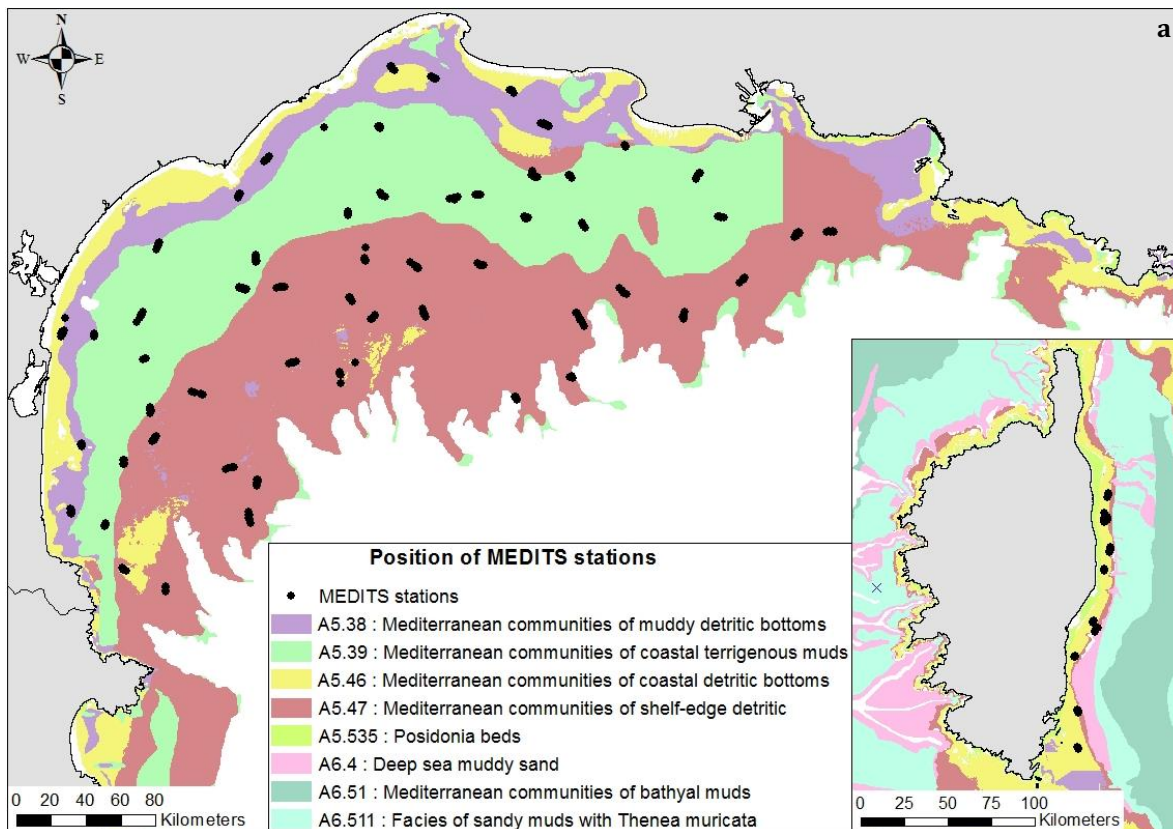 a
N
W E
S
Position of MEDITS stations
MEDITS stations
A5.38 : Mediterranean communities of muddy detritic bottoms
A5.39 : Mediterranean communities of coastal terrigenous muds
A5.46 : Mediterranean communities of coastal detritic bottoms
A5.47 : Mediterranean communities of shelf-edge detritic
A5.535 : Posidonia beds
A6.4 : Deep sea muddy sand
A6.51 : Mediterranean communities of bathyal muds
A6.511 : Facies of sandy muds with Thenea muricata
0 20 40 60 80
Kilometers
0 25 50 75 100
Kilometers